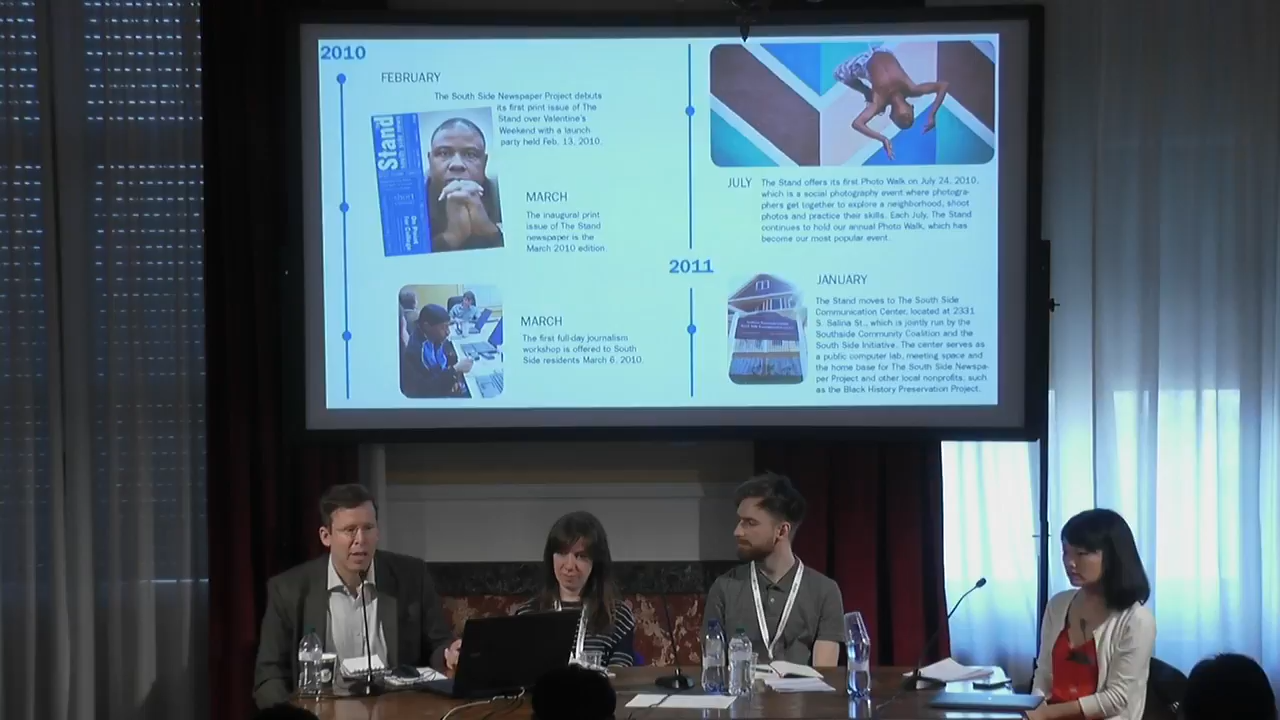 2010
FEBRUARY
The South Side Newspaper Project debuts
its first print issue of The
Stand over Valentine's
Weekend with a launch
party held Feb. 13, 2010.
Stand
south side news
MARCH
The inaugural print
issue of The Stand
newspaper is the
March 2010 edition.
MARCH
The first full-day journalism
workshop is offered to South
Side residents March 6, 2010.
JULY
The Stand offers its first Photo Walk on July 24, 2010,
which is a social photography event where photogra-
phers get together to explore a neighborhood, shoot
photos and practice their skills. Each July, The Stand
continues to hold our annual Photo Walk, which has
become our most popular event.
2011
JANUARY
The Stand moves to The South Side
Communication Center, located at 2331
S. Salina St., which is jointly run by the
Southside Community Coalition and the
South Side Initiative. The center serves as
a public computer lab, meeting space and
the home base for The South Side Newspa-
per Project and other local nonprofits, such
as the Black History Preservation Project.